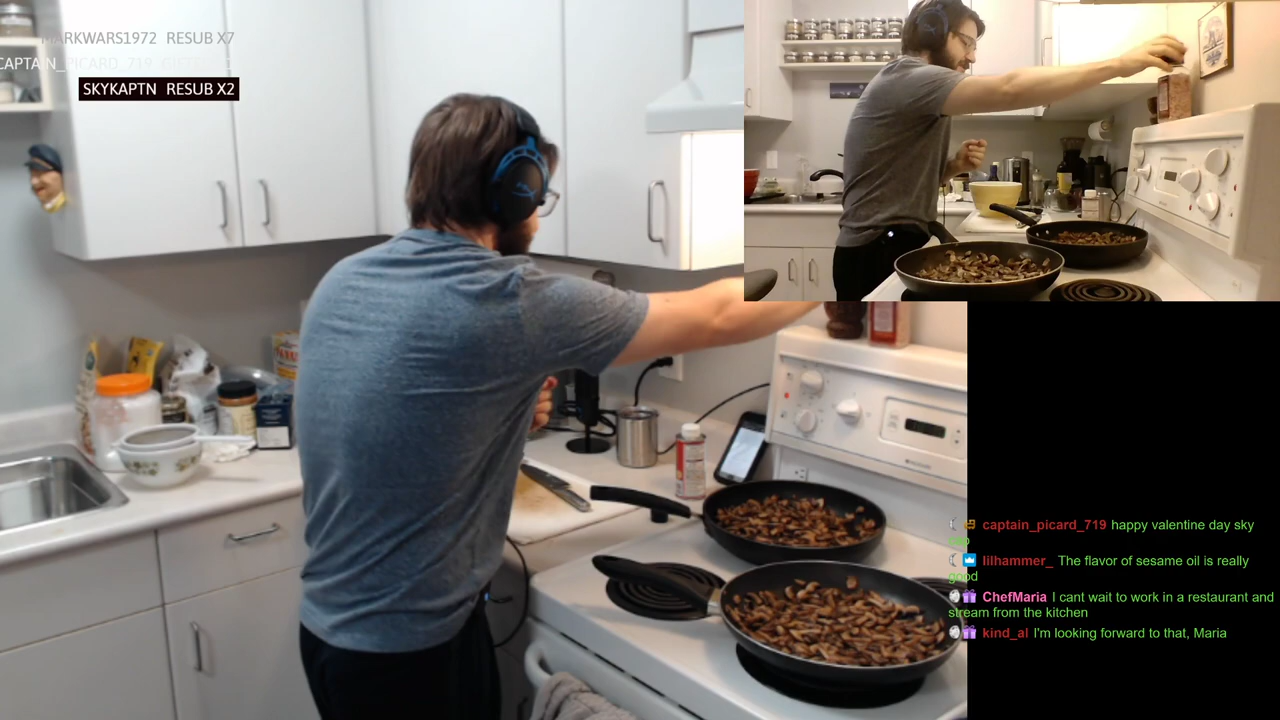 MARKWARS1972 RESUB X7
CAPTAIN_PICARD_719
SKYKAPTN RESUB X2
captain_picard_719 happy valentine day sky
lilhammer_ The flavor of sesame oil is really
good
ChefMaria I cant wait to work in a restaurant and
stream from the kitchen
kind_al I'm looking forward to that, Maria